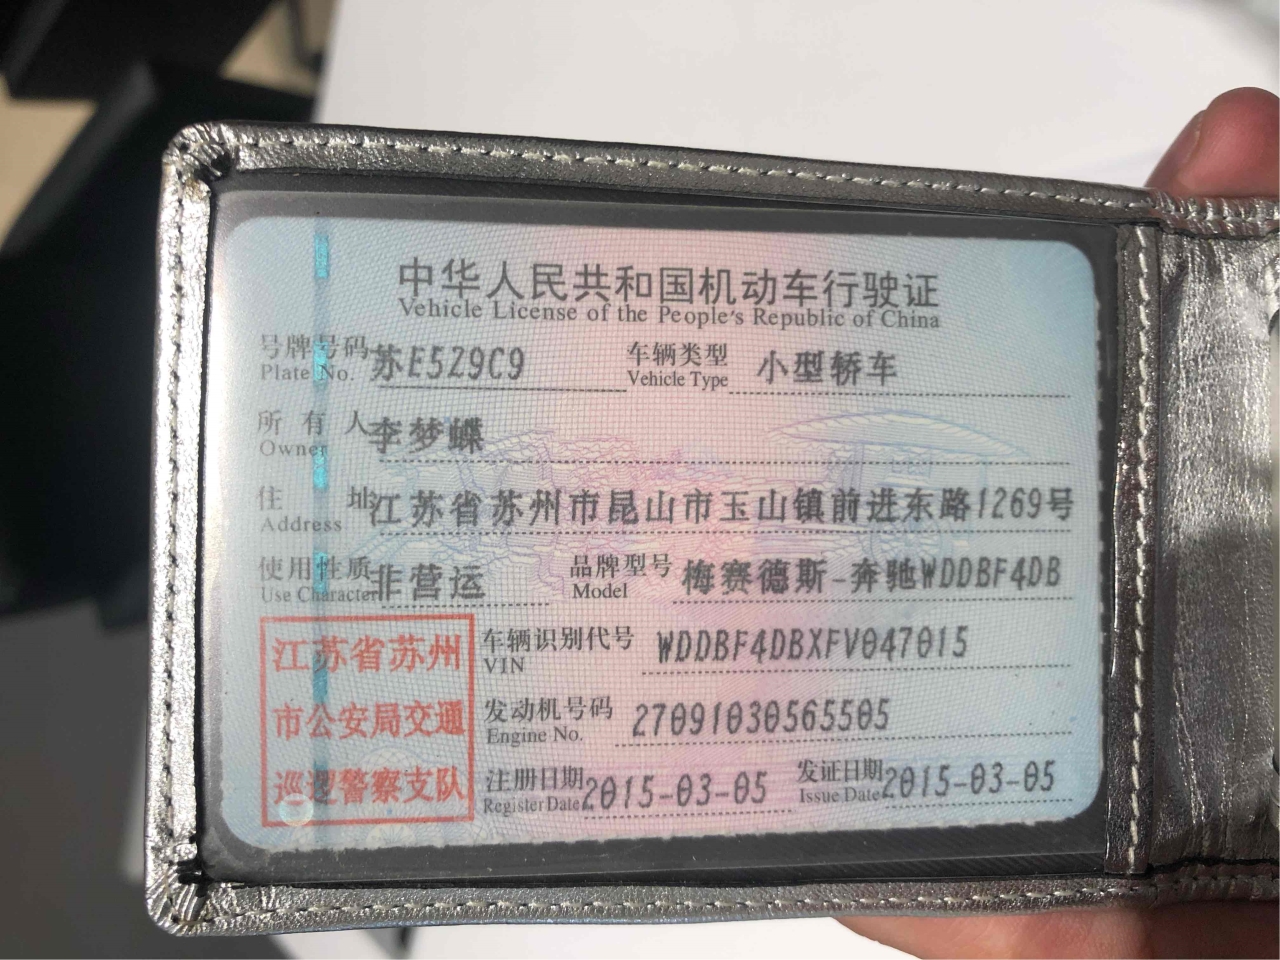 中华人民共和国机动车行驶证
Vehicle License of the People's Republic of China
号牌号码 苏E5Z9C9 车辆类型 小型轿车
Plate No. Vehicle Type
所有人 李梦蝶
Owner
住址 江苏省苏州市昆山市玉山镇前进东路1269号
Address
使用性质 非营运 品牌型号 梅赛德斯-奔驰WDDBF4DB
Use Character Model
江苏省苏州
市公安局交通
巡逻警察支队
车辆识别代号 WDDBF4DBXFV047015
VIN
发动机号码 27091030565505
Engine No.
注册日期 2015-03-05 发证日期 2015-03-05
Register Date Issue Date